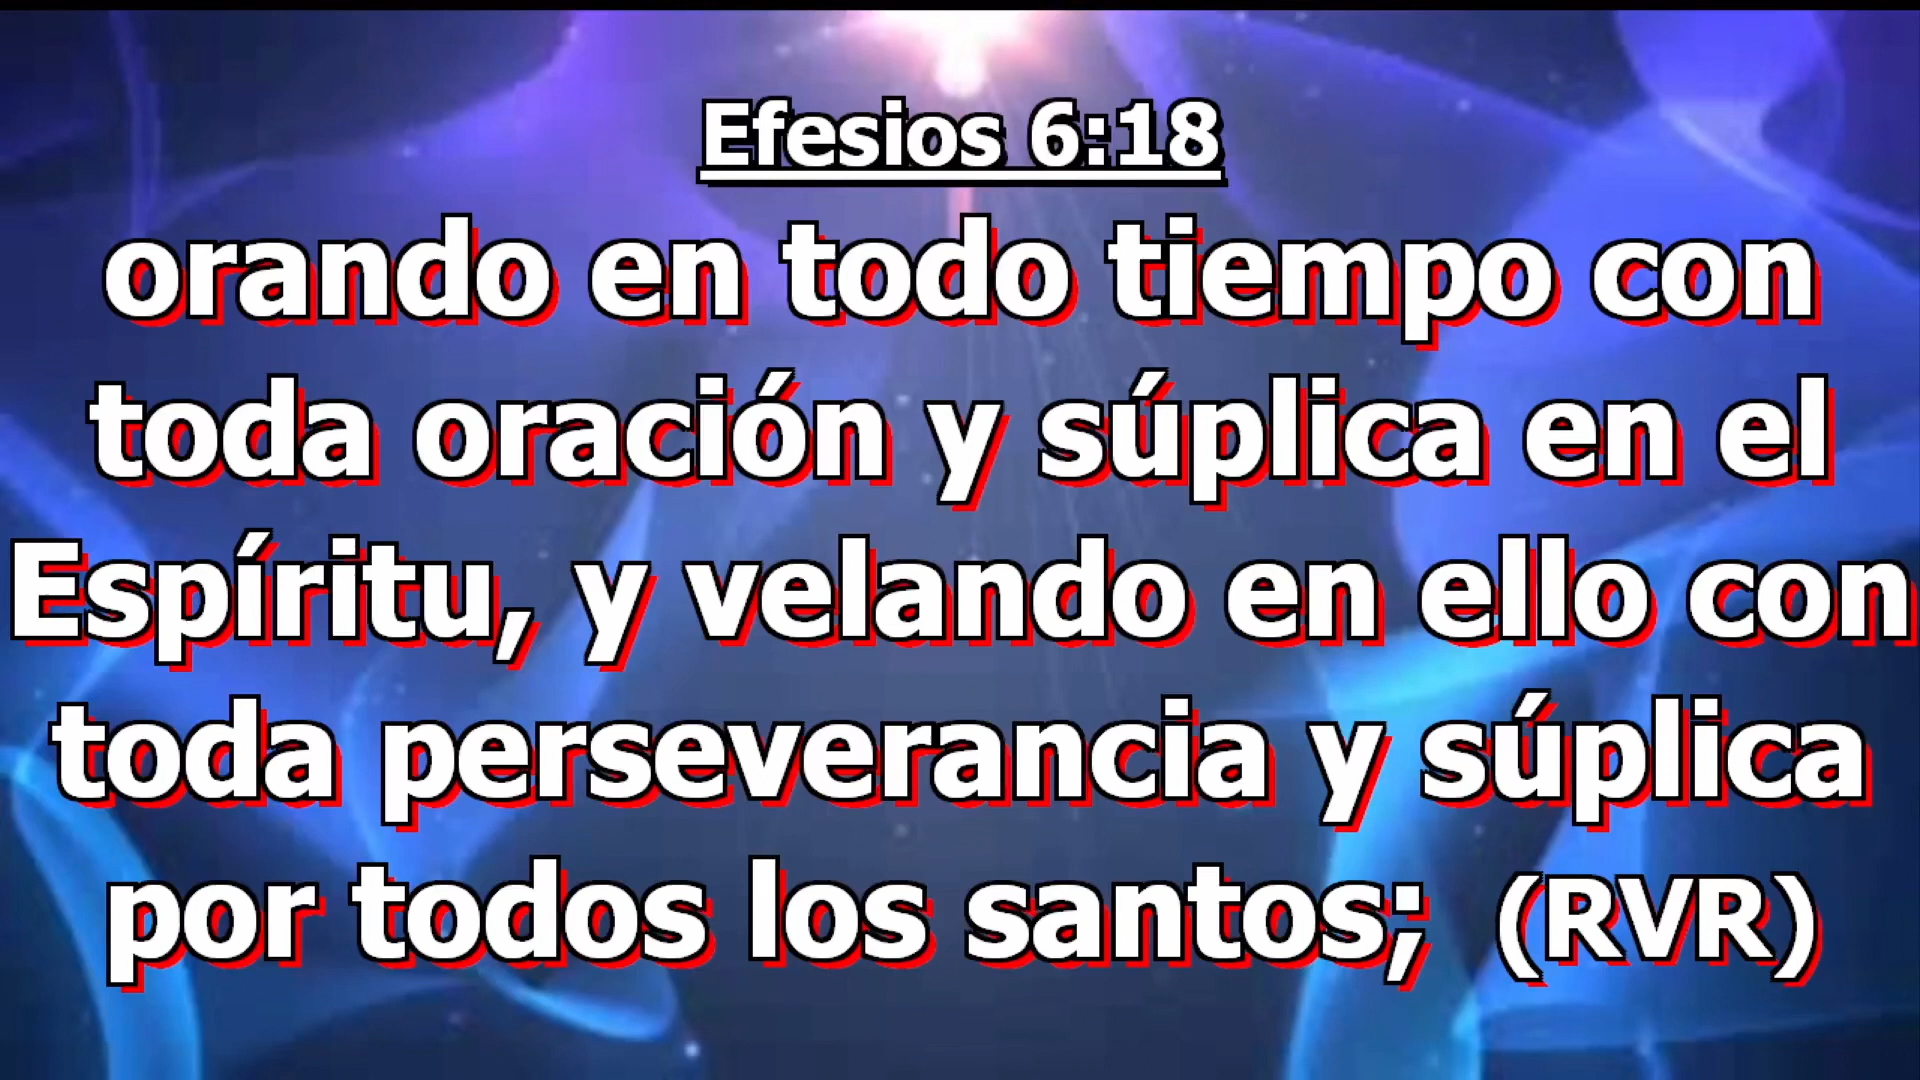 Efesios 6:18
orando en todo tiempo con
toda oración y súplica en el
Espíritu, y velando en ello con
toda perseverancia y súplica
por todos los santos; (RVR)